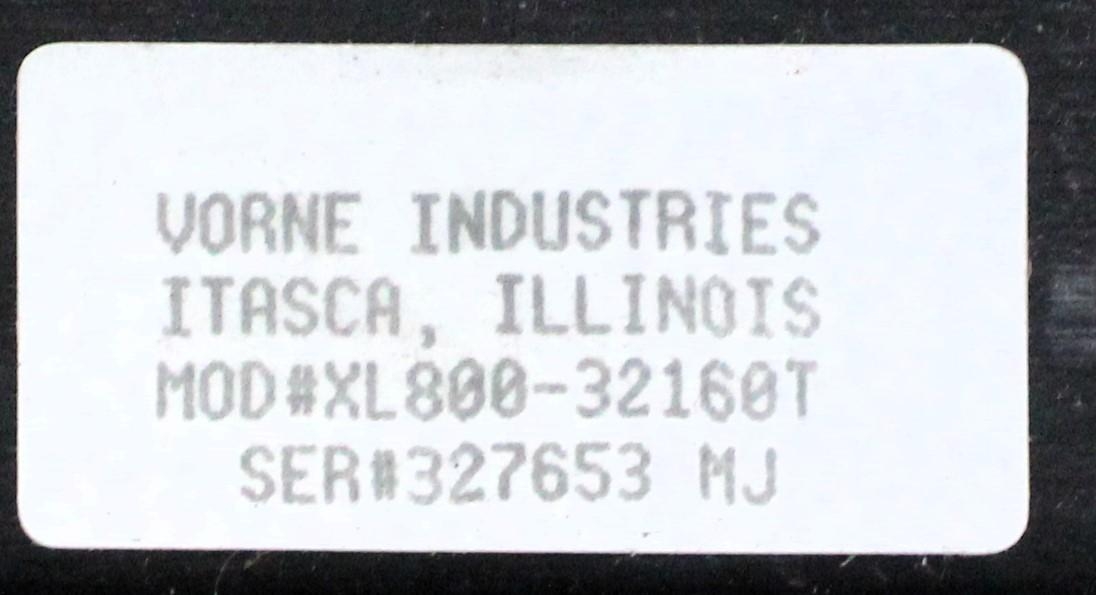 VORNE INDUSTRIES
ITASCA, ILLINOIS
MOD#XL800-32160T
SER#327653 MJ